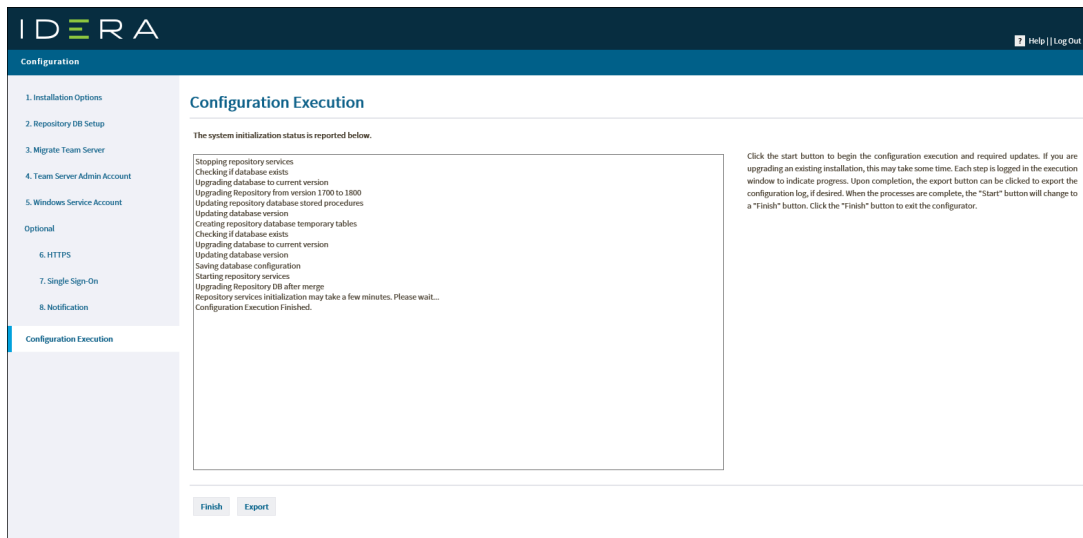 IDERA
? Help | | Log Out
Configuration
1. Installation Options
2. Repository DB Setup
3. Migrate Team Server
4. Team Server Admin Account
5. Windows Service Account
Optional
6. HTTPS
7. Single Sign-On
8. Notification
Configuration Execution
Configuration Execution
The system initialization status is reported below.
Stopping repository services
Checking if database exists
Upgrading database to current version
Upgrading Repository from version 1700 to 1800
Updating repository database stored procedures
Updating database version
Creating repository database temporary tables
Checking if database exists
Upgrading database to current version
Updating database version
Saving database configuration
Starting repository services
Upgrading Repository DB after merge
Repository services initialization may take a few minutes. Please wait...
Configuration Execution Finished.
Click the start button to begin the configuration execution and required updates. If you are
upgrading an existing installation, this may take some time. Each step is logged in the execution
window to indicate progress. Upon completion, the export button can be clicked to export the
configuration log, if desired. When the processes are complete, the "Start" button will change to
a "Finish" button. Click the "Finish" button to exit the configurator.
Finish Export